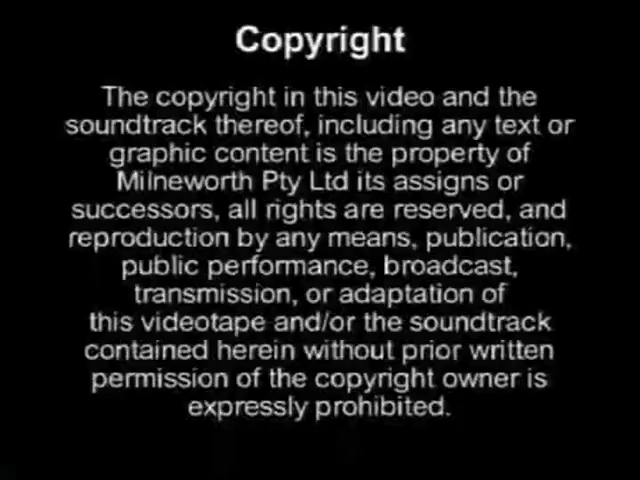 Copyright
The copyright in this video and the
soundtrack thereof, including any text or
graphic content is the property of
Milneworth Pty Ltd its assigns or
successors, all rights are reserved, and
reproduction by any means, publication,
public performance, broadcast,
transmission, or adaptation of
this videotape and/or the soundtrack
contained herein without prior written
permission of the copyright owner is
expressly prohibited.